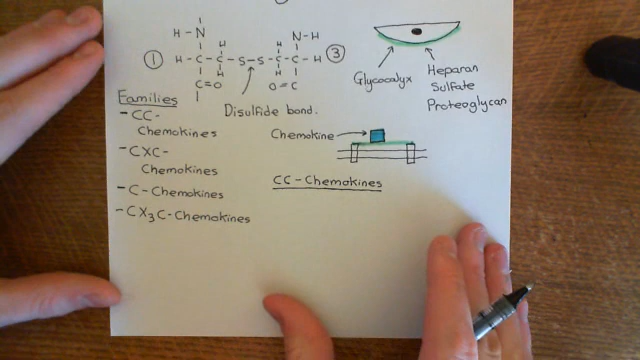 H-N
N-H
①
H-C-C-S-S-C-C-H
③
H
H
H
H
C=O
O=C
Disulfide bond.
Glycocalyx
Heparan
Sulfate
Proteoglycan
Families
-CC-
Chemokines
-CXC-
Chemokines
-C-Chemokines
-CX₃C-Chemokines
Chemokine
CC-Chemokines